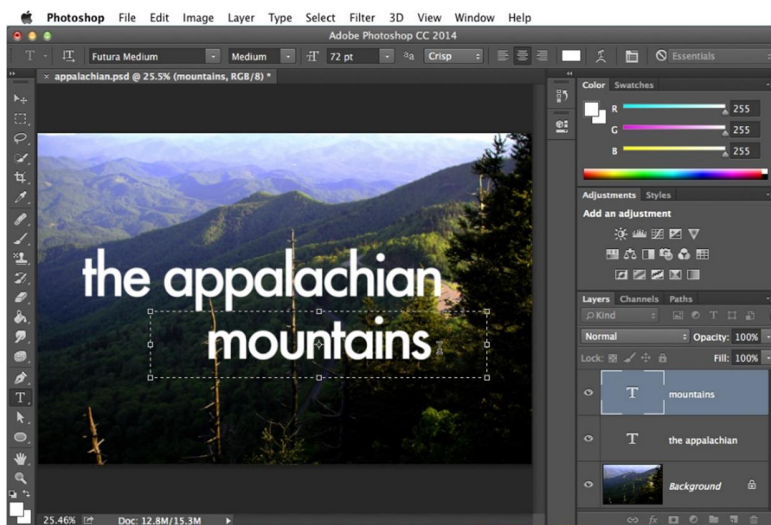 Photoshop File Edit Image Layer Type Select Filter 3D View Window Help
Adobe Photoshop CC 2014
T Futura Medium Medium 72 pt aa Crisp Essentials
× appalachian.psd @ 25.5% (mountains, RGB/8) *
Color Swatches
R 255
G 255
B 255
Adjustments Styles
Add an adjustment
the appalachian
mountains
Layers Channels Paths
Kind
Normal Opacity: 100%
Lock: Fill: 100%
T mountains
T the appalachian
Background
25.46% Doc: 12.8M/15.3M